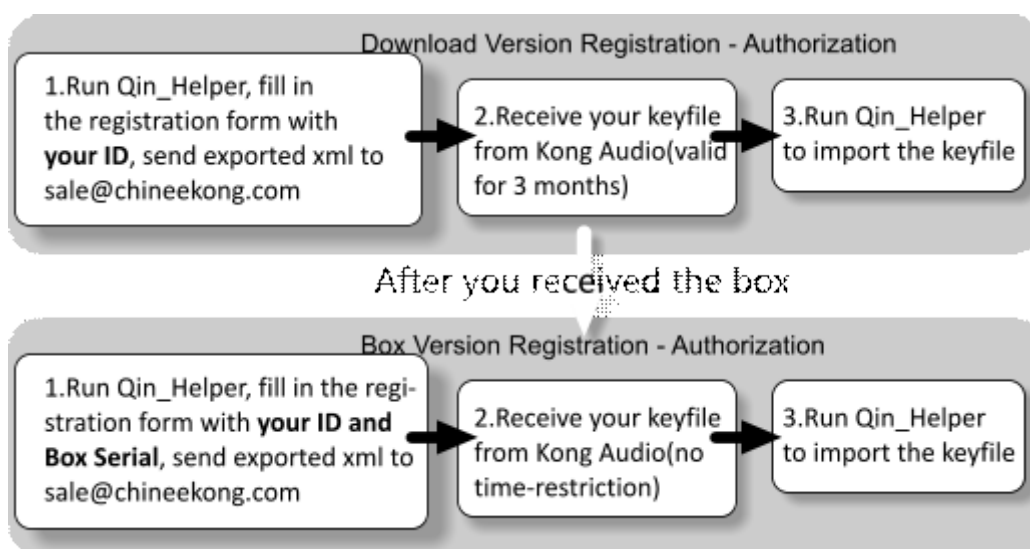 Download Version Registration - Authorization
1.Run Qin_Helper, fill in
the registration form with
your ID, send exported xml to
sale@chineekong.com
2.Receive your keyfile
from Kong Audio(valid
for 3 months)
3.Run Qin_Helper
to import the keyfile
After you received the box
Box Version Registration - Authorization
1.Run Qin_Helper, fill in the regi-
stration form with your ID and
Box Serial, send exported xml to
sale@chineekong.com
2.Receive your keyfile
from Kong Audio(no
time-restriction)
3.Run Qin_Helper
to import the keyfile